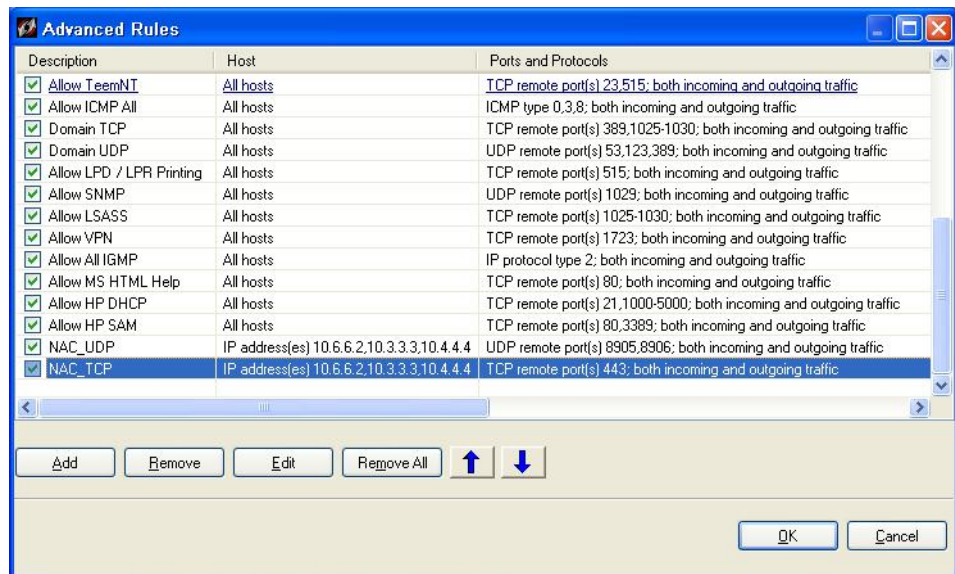 Advanced Rules
Description Host Ports and Protocols
Allow TeemNT All hosts TCP remote port(s) 23,515; both incoming and outgoing traffic
Allow ICMP All All hosts ICMP type 0,3,8; both incoming and outgoing traffic
Domain TCP All hosts TCP remote port(s) 389,1025-1030; both incoming and outgoing traffic
Domain UDP All hosts UDP remote port(s) 53,123,389; both incoming and outgoing traffic
Allow LPD / LPR Printing All hosts TCP remote port(s) 515; both incoming and outgoing traffic
Allow SNMP All hosts UDP remote port(s) 1029; both incoming and outgoing traffic
Allow LSASS All hosts TCP remote port(s) 1025-1030; both incoming and outgoing traffic
Allow VPN All hosts TCP remote port(s) 1723; both incoming and outgoing traffic
Allow All IGMP All hosts IP protocol type 2; both incoming and outgoing traffic
Allow MS HTML Help All hosts TCP remote port(s) 80; both incoming and outgoing traffic
Allow HP DHCP All hosts TCP remote port(s) 21,1000-5000; both incoming and outgoing traffic
Allow HP SAM All hosts TCP remote port(s) 80,3389; both incoming and outgoing traffic
NAC_UDP IP address(es) 10.6.6.2,10.3.3.3,10.4.4.4 UDP remote port(s) 8905,8906; both incoming and outgoing traffic
NAC_TCP IP address(es) 10.6.6.2,10.3.3.3,10.4.4.4 TCP remote port(s) 443; both incoming and outgoing traffic
Add Remove Edit Remove All
OK Cancel